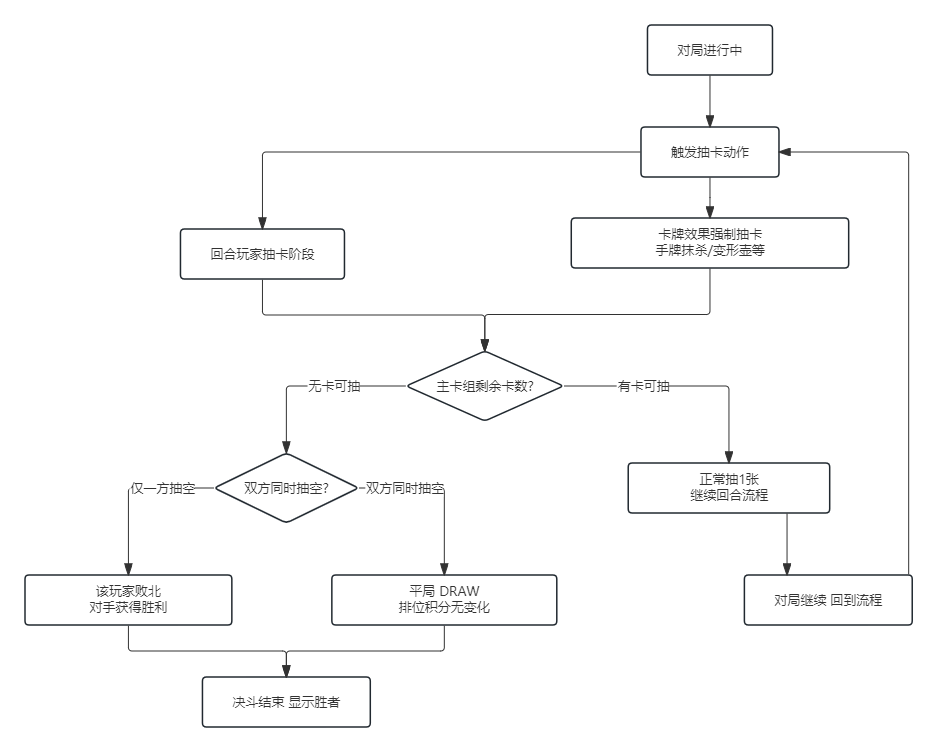 对局进行中
触发抽卡动作
卡牌效果强制抽卡
手牌抹杀/变形壶等
回合玩家抽卡阶段
主卡组剩余卡数?
无卡可抽
有卡可抽
双方同时抽空?
仅一方抽空
双方同时抽空
正常抽1张
继续回合流程
该玩家败北
对手获得胜利
平局 DRAW
排位积分无变化
对局继续 回到流程
决斗结束 显示胜者